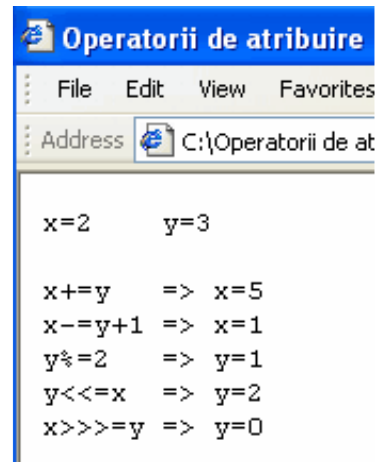 Operatorii de atribuire
File Edit View Favorites
Address C:\Operatorii de at
x=2 y=3
x+=y => x=5
x-=y+1 => x=1
y%=2 => y=1
y<<=x => y=2
x>>>=y => y=0